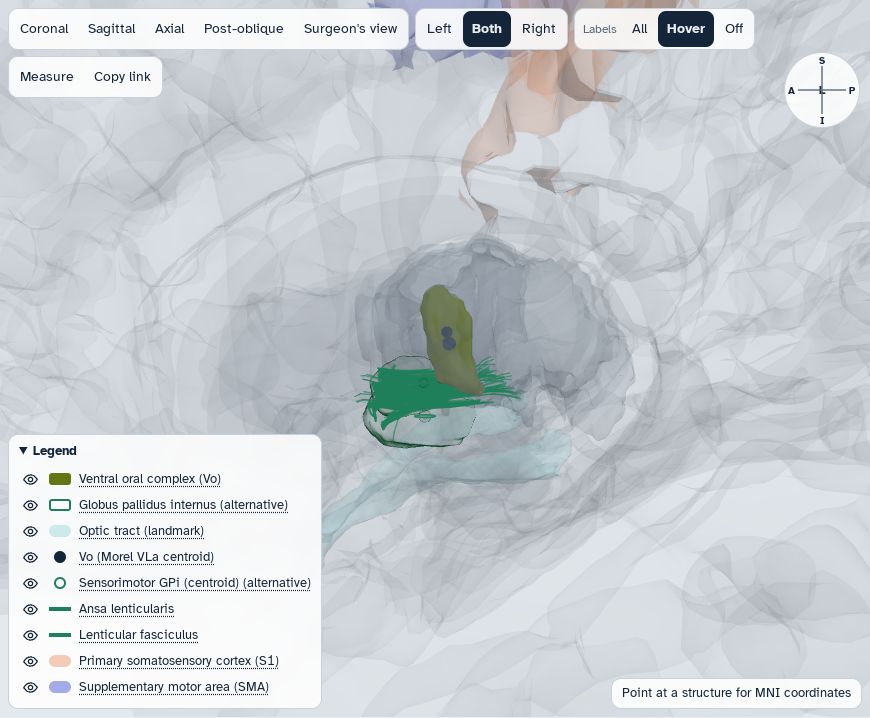 Coronal Sagittal Axial Post-oblique Surgeon's view Left Both Right Labels All Hover Off
Measure Copy link
S
A L P
I
▼ Legend
Ventral oral complex (Vo)
Globus pallidus internus (alternative)
Optic tract (landmark)
Vo (Morel VLa centroid)
Sensorimotor GPi (centroid) (alternative)
Ansa lenticularis
Lenticular fasciculus
Primary somatosensory cortex (S1)
Supplementary motor area (SMA)
Point at a structure for MNI coordinates